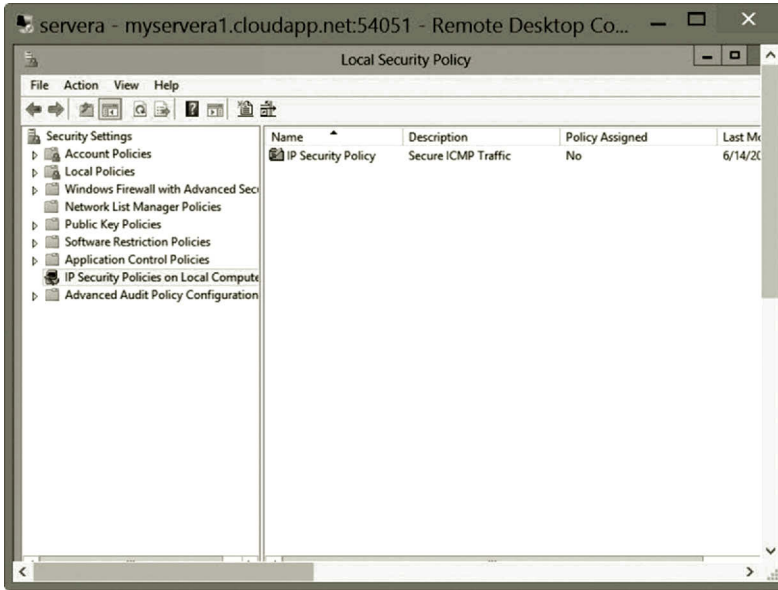 servera - myservera1.cloudapp.net:54051 - Remote Desktop Co...
Local Security Policy
File Action View Help
Security Settings
Account Policies
Local Policies
Windows Firewall with Advanced Secu
Network List Manager Policies
Public Key Policies
Software Restriction Policies
Application Control Policies
IP Security Policies on Local Compute
Advanced Audit Policy Configuration
Name Description Policy Assigned Last Mo
IP Security Policy Secure ICMP Traffic No 6/14/20